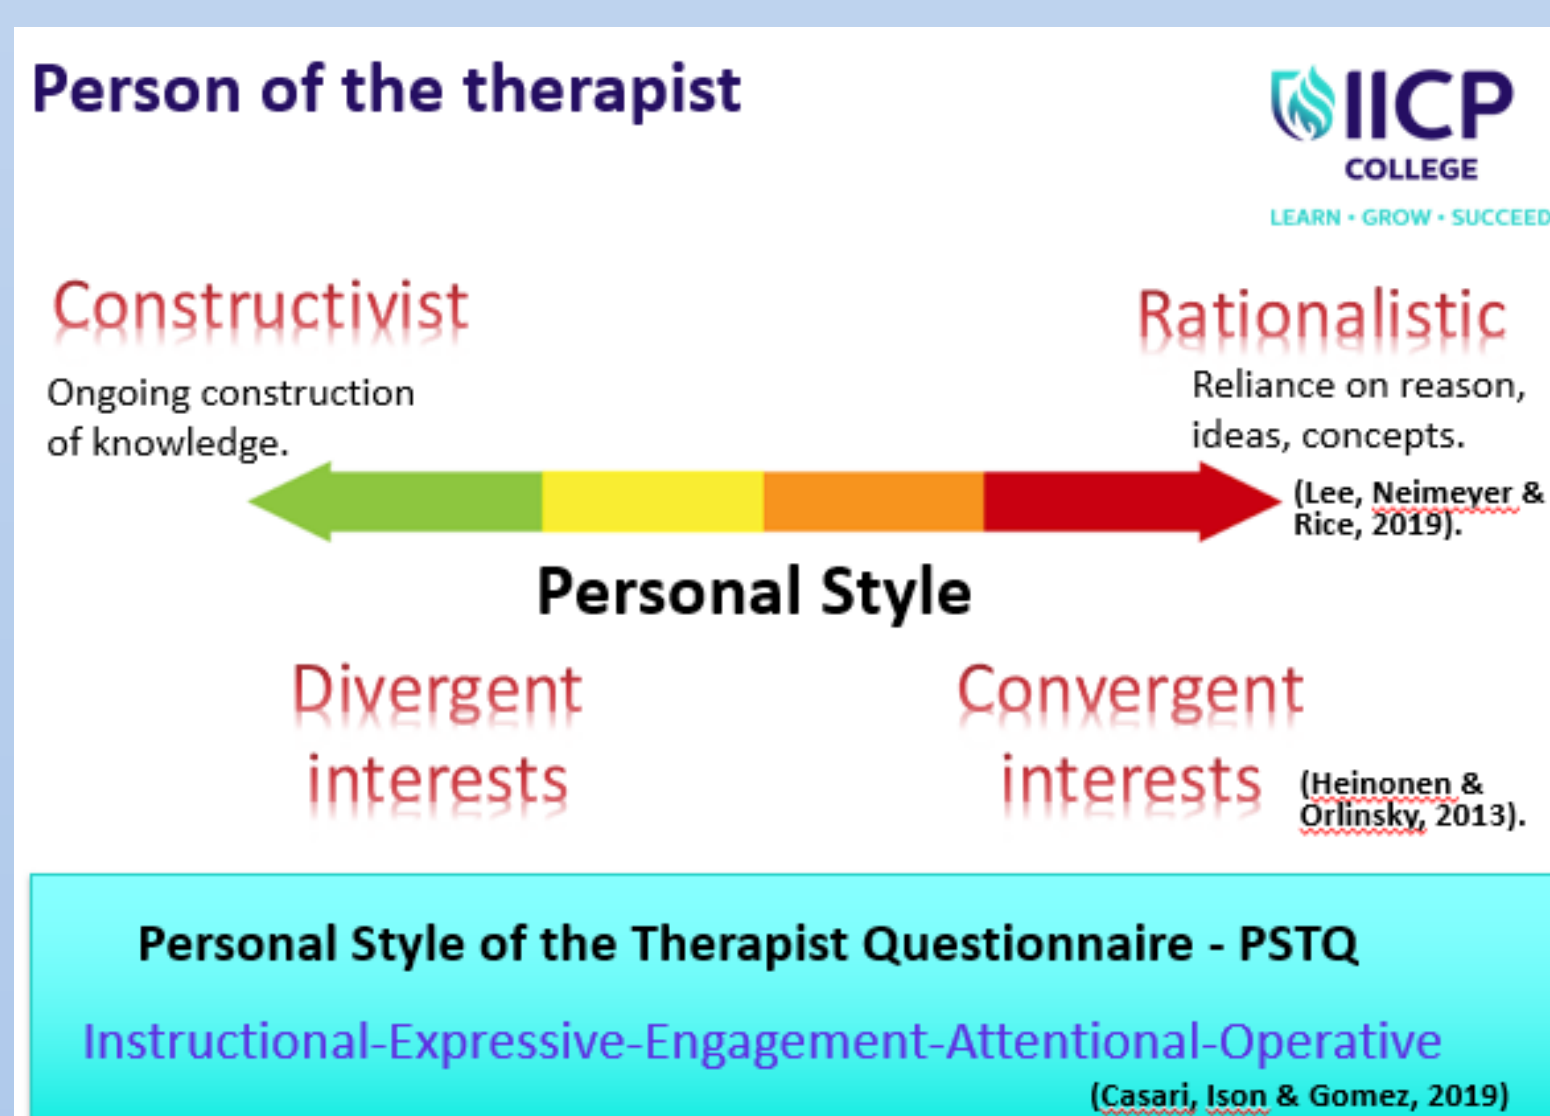 Person of the therapist
IICP
COLLEGE
LEARN • GROW • SUCCEED
Constructivist
Ongoing construction
of knowledge.
Rationalistic
Reliance on reason,
ideas, concepts.
(Lee, Neimeyer &
Rice, 2019).
Personal Style
Divergent
interests
Convergent
interests
(Heinonen &
Orlinsky, 2013).
Personal Style of the Therapist Questionnaire - PSTQ
Instructional-Expressive-Engagement-Attentional-Operative
(Casari, Ison & Gomez, 2019)